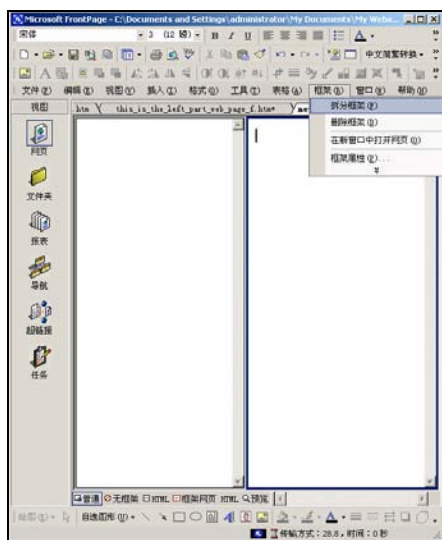 Microsoft FrontPage - C:\Documents and Settings\administrator\My Documents\My Webs...
宋体 3 (12 磅) B I U A
中文简繁转换
文件(F) 编辑(E) 视图(V) 插入(I) 格式(O) 工具(T) 表格(A) 框架(R) 窗口(W) 帮助(H)
视图 htm this_is_the_left_part_web_page_f.htm*
拆分框架(P)
删除框架(D)
在新窗口中打开网页(O)
框架属性(R)...
网页
文件夹
报表
导航
超链接
任务
普通 无框架 HTML 框架网页 HTML 预览
绘图(D) 自选图形(U) A
传输方式:28.8,时间:0 秒